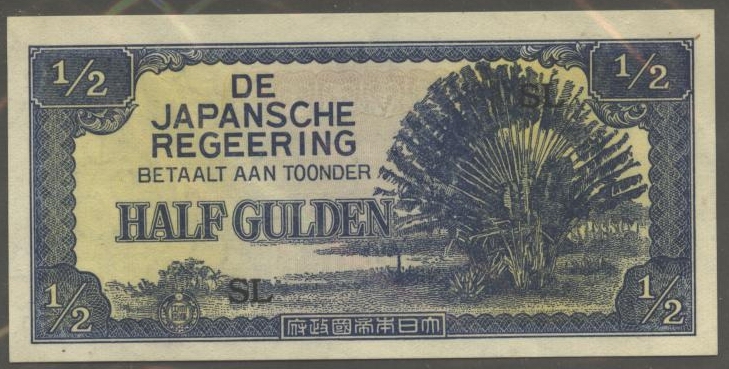 1/2
1/2
DE
JAPANSCHE
REGEERING
BETAALT AAN TOONDER
HALF GULDEN
SL
SL
1/2
1/2
府政國帝本日大